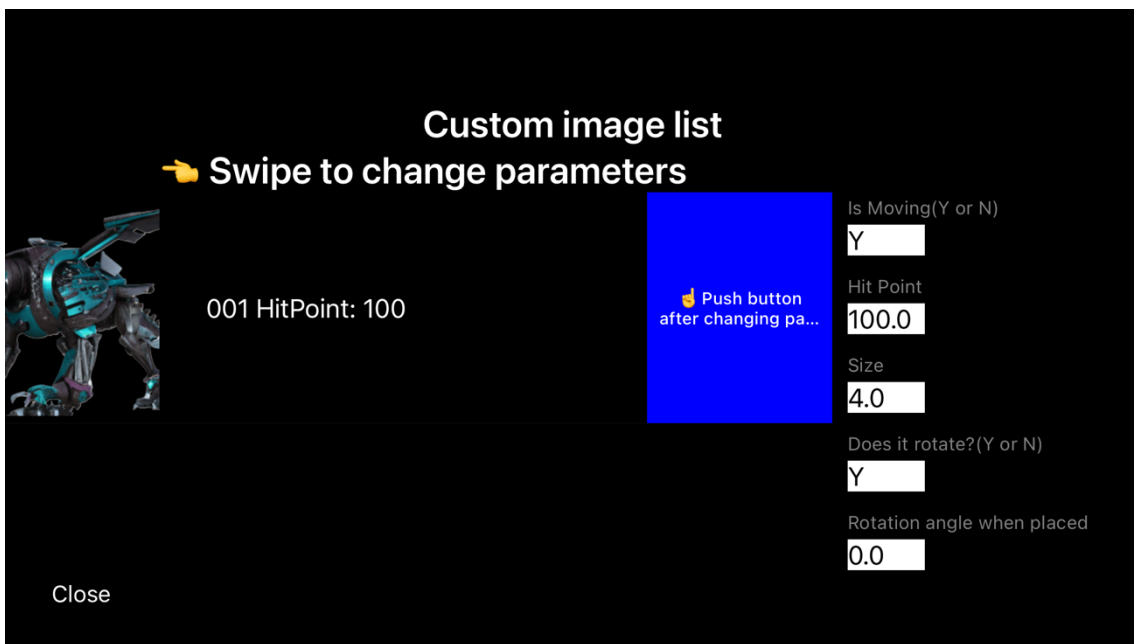 Custom image list
👈 Swipe to change parameters
001 HitPoint: 100
☝️ Push button
after changing pa...
Is Moving(Y or N)
Y
Hit Point
100.0
Size
4.0
Does it rotate?(Y or N)
Y
Rotation angle when placed
0.0
Close